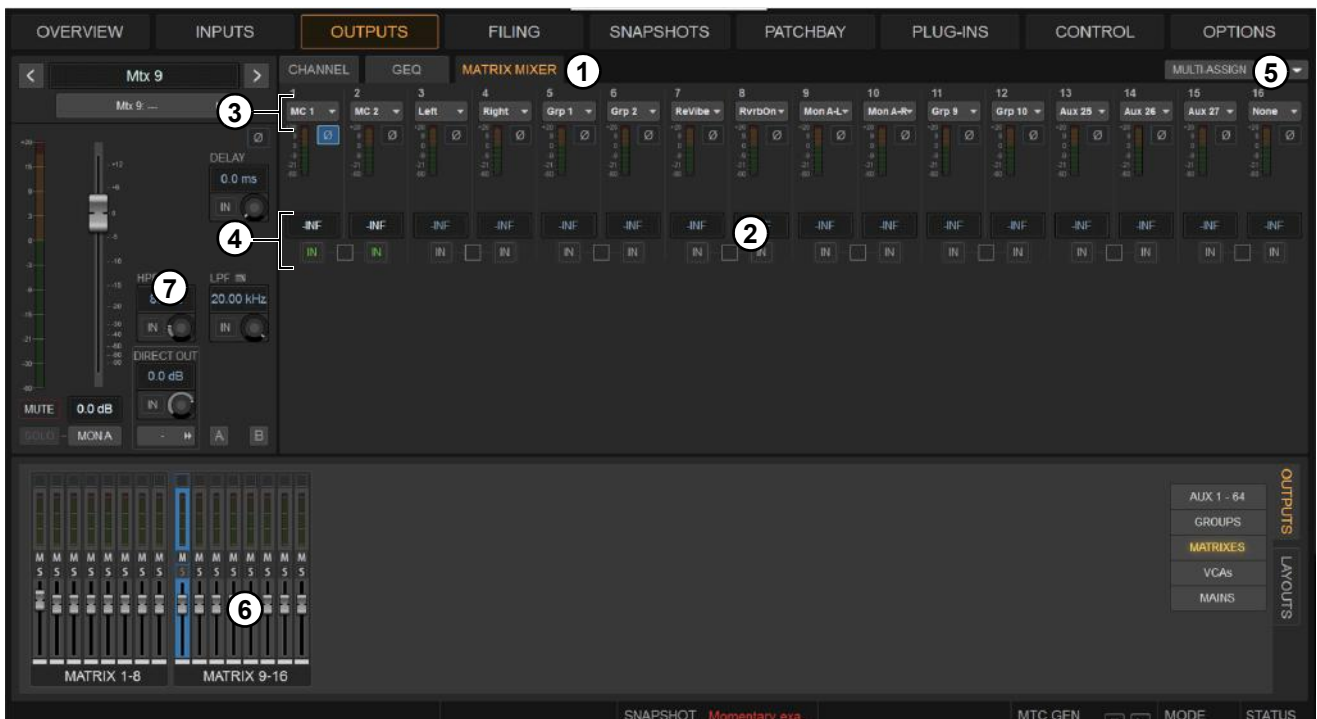 OVERVIEW INPUTS OUTPUTS FILING SNAPSHOTS PATCHBAY PLUG-INS CONTROL OPTIONS
Mtx 9
CHANNEL GEQ MATRIX MIXER 1
MULTI-ASSIGN 5
Mtx 9: ---
1 2 3 4 5 6 7 8 9 10 11 12 13 14 15 16
3
MC 1 MC 2 Left Right Grp 1 Grp 2 ReVibe RvrbOn Mon A-L Mon A-R Grp 9 Grp 10 Aux 25 Aux 26 Aux 27 None
Ø Ø Ø Ø Ø Ø Ø Ø Ø Ø Ø Ø Ø Ø Ø Ø Ø
DELAY
0.0 ms
IN
4
-INF -INF -INF -INF -INF -INF -INF 2 -INF -INF -INF -INF -INF -INF -INF -INF
IN IN IN IN IN IN IN IN IN IN IN IN IN IN IN IN
7
LPF
20.00 kHz
IN IN
DIRECT OUT
0.0 dB
IN
MUTE 0.0 dB
SOLO MON A - A B
M M M M M M M M M M M M M M M M
S S S S S S S S S S S S S S S S
6
MATRIX 1-8 MATRIX 9-16
AUX 1 - 64
GROUPS
MATRIXES
VCAs
MAINS
OUTPUTS
LAYOUTS
SNAPSHOT Momentary exa MTC GEN MODE STATUS